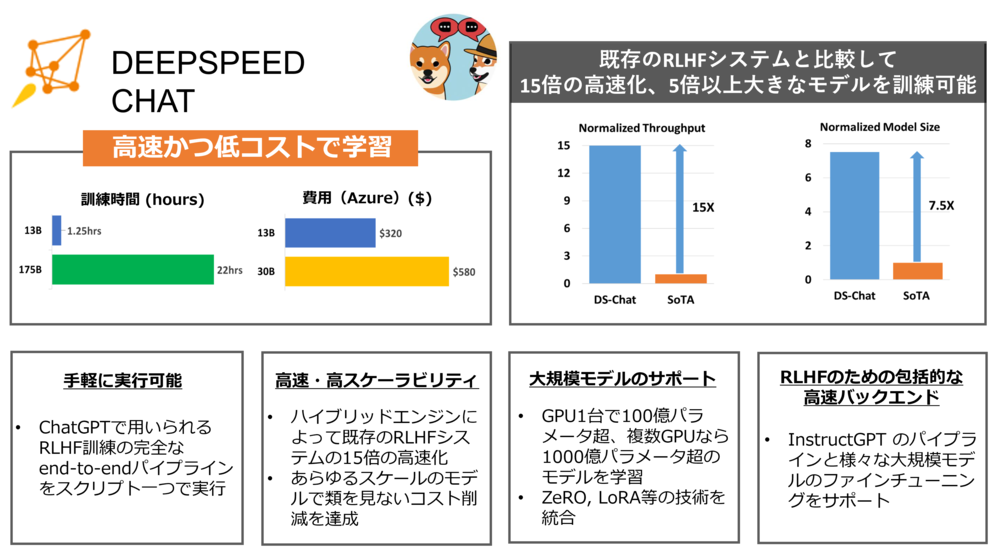 DEEPSPEED
CHAT
既存のRLHFシステムと比較して
15倍の高速化、5倍以上大きなモデルを訓練可能
高速かつ低コストで学習
訓練時間 (hours)
13B
1.25hrs
175B
22hrs
費用（Azure）($)
13B
$320
30B
$580
Normalized Throughput
15
12
9
6
3
0
15X
DS-Chat
SoTA
Normalized Model Size
8
6
4
2
0
7.5X
DS-Chat
SoTA
手軽に実行可能
• ChatGPTで用いられる
RLHF訓練の完全な
end-to-endパイプライン
をスクリプト一つで実行
高速・高スケーラビリティ
• ハイブリッドエンジンに
よって既存のRLHFシス
テムの15倍の高速化
• あらゆるスケールのモデ
ルで類を見ないコスト削
減を達成
大規模モデルのサポート
• GPU1台で100億パラ
メータ超、複数GPUなら
1000億パラメータ超の
モデルを学習
• ZeRO, LoRA等の技術を
統合
RLHFのための包括的な
高速バックエンド
• InstructGPT のパイプラ
インと様々な大規模モデ
ルのファインチューニン
グをサポート